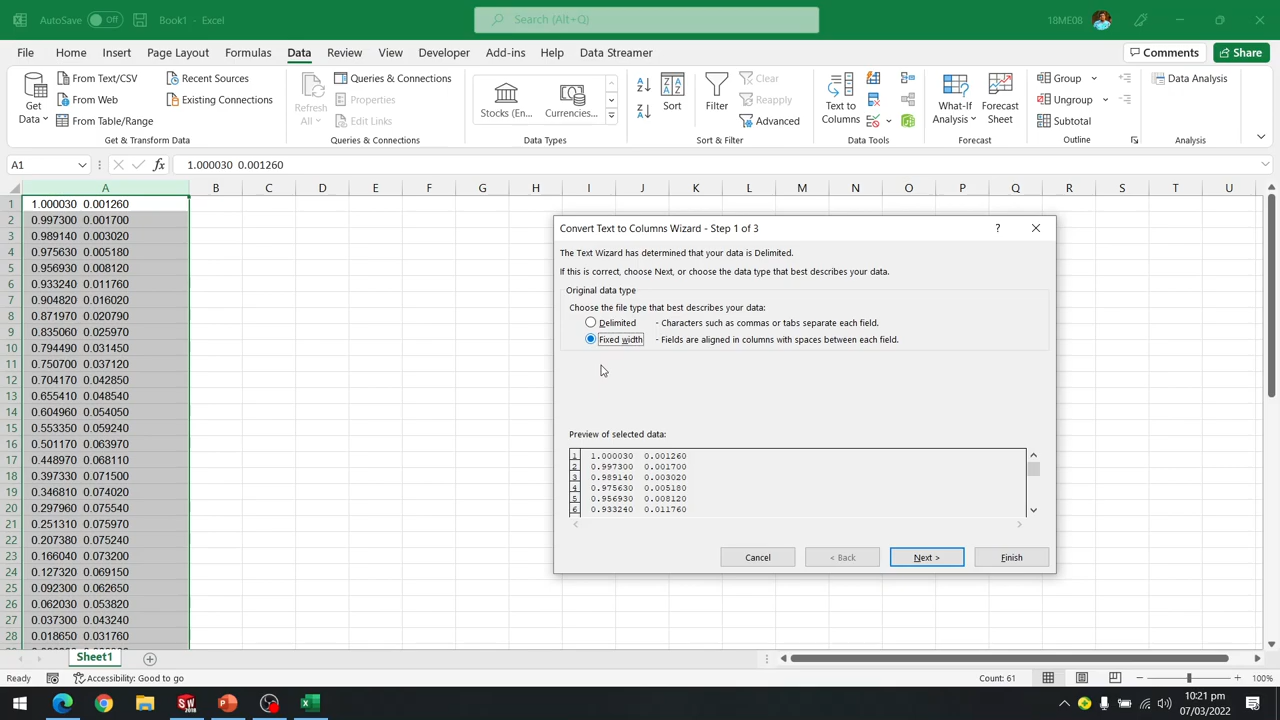 AutoSave Off Book1 - Excel Search (Alt+Q) 18ME08
File Home Insert Page Layout Formulas Data Review View Developer Add-ins Help Data Streamer Comments Share
Get Data From Text/CSV Recent Sources
From Web Existing Connections
From Table/Range
Get & Transform Data
Refresh All Queries & Connections
Properties
Edit Links
Queries & Connections
Stocks (En... Currencies...
Data Types
Sort Filter Clear
Reapply
Advanced
Sort & Filter
Text to Columns
Data Tools
What-If Analysis Forecast Sheet
Forecast
Group
Ungroup
Subtotal
Outline
Data Analysis
Analysis
A1 fx 1.000030 0.001260
A B C D E F G H I J K L M N O P Q R S T U
1 1.000030 0.001260
2 0.997300 0.001700
3 0.989140 0.003020
4 0.975630 0.005180
5 0.956930 0.008120
6 0.933240 0.011760
7 0.904820 0.016020
8 0.871970 0.020790
9 0.835060 0.025970
10 0.794490 0.031450
11 0.750700 0.037120
12 0.704170 0.042850
13 0.655410 0.048540
14 0.604960 0.054050
15 0.553350 0.059240
16 0.501170 0.063970
17 0.448970 0.068110
18 0.397330 0.071500
19 0.346810 0.074020
20 0.297960 0.075540
21 0.251310 0.075970
22 0.207380 0.075240
23 0.166040 0.073200
24 0.127320 0.069150
25 0.092300 0.062650
26 0.062030 0.053820
27 0.037300 0.043240
28 0.018650 0.031760
Convert Text to Columns Wizard - Step 1 of 3 ?
The Text Wizard has determined that your data is Delimited.
If this is correct, choose Next, or choose the data type that best describes your data.
Original data type
Choose the file type that best describes your data:
Delimited - Characters such as commas or tabs separate each field.
Fixed width - Fields are aligned in columns with spaces between each field.
Preview of selected data:
1 1.000030 0.001260
2 0.997300 0.001700
3 0.989140 0.003020
4 0.975630 0.005180
5 0.956930 0.008120
6 0.933240 0.011760
Cancel < Back Next > Finish
Sheet1
Ready Accessibility: Good to go Count: 61 100%
10:21 pm
07/03/2022